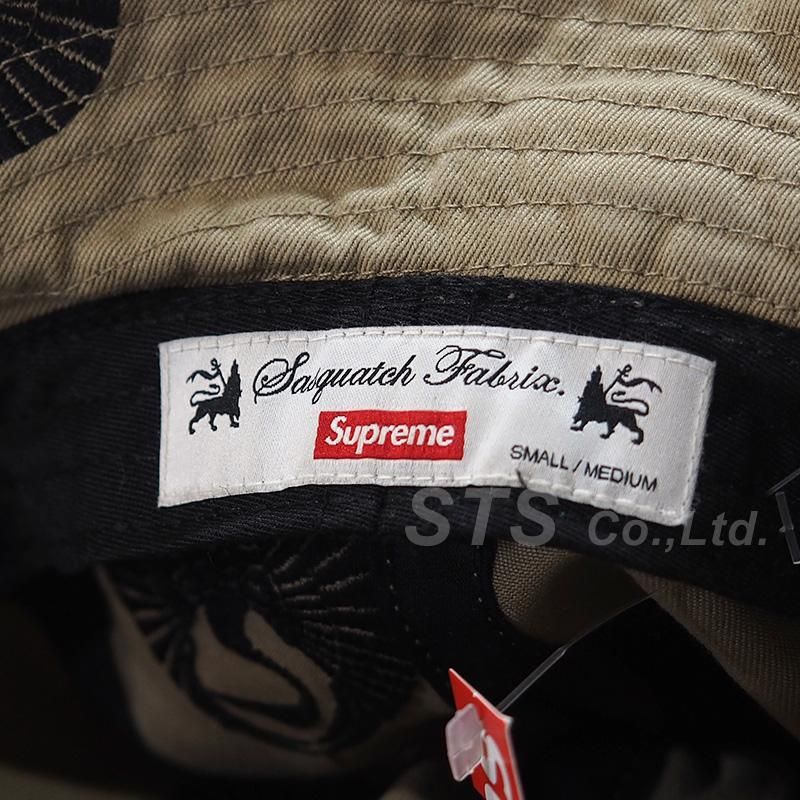 Sasquatch Fabrix.
Supreme
SMALL / MEDIUM
STS Co.,Ltd.